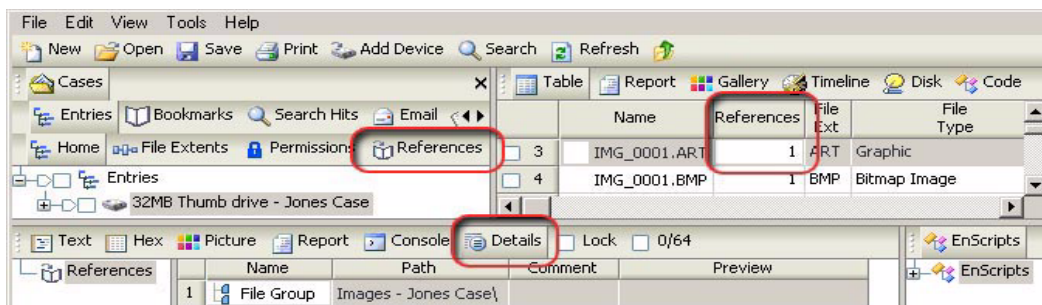 File Edit View Tools Help
New Open Save Print Add Device Search Refresh
Cases
Entries Bookmarks Search Hits Email
Home File Extents Permissions References
Entries
32MB Thumb drive - Jones Case
Table Report Gallery Timeline Disk Code
Name References File Ext File Type
3 IMG_0001.ART 1 ART Graphic
4 IMG_0001.BMP 1 BMP Bitmap Image
Text Hex Picture Report Console Details Lock 0/64
References
Name Path Comment Preview
1 File Group Images - Jones Case\
EnScripts
EnScripts